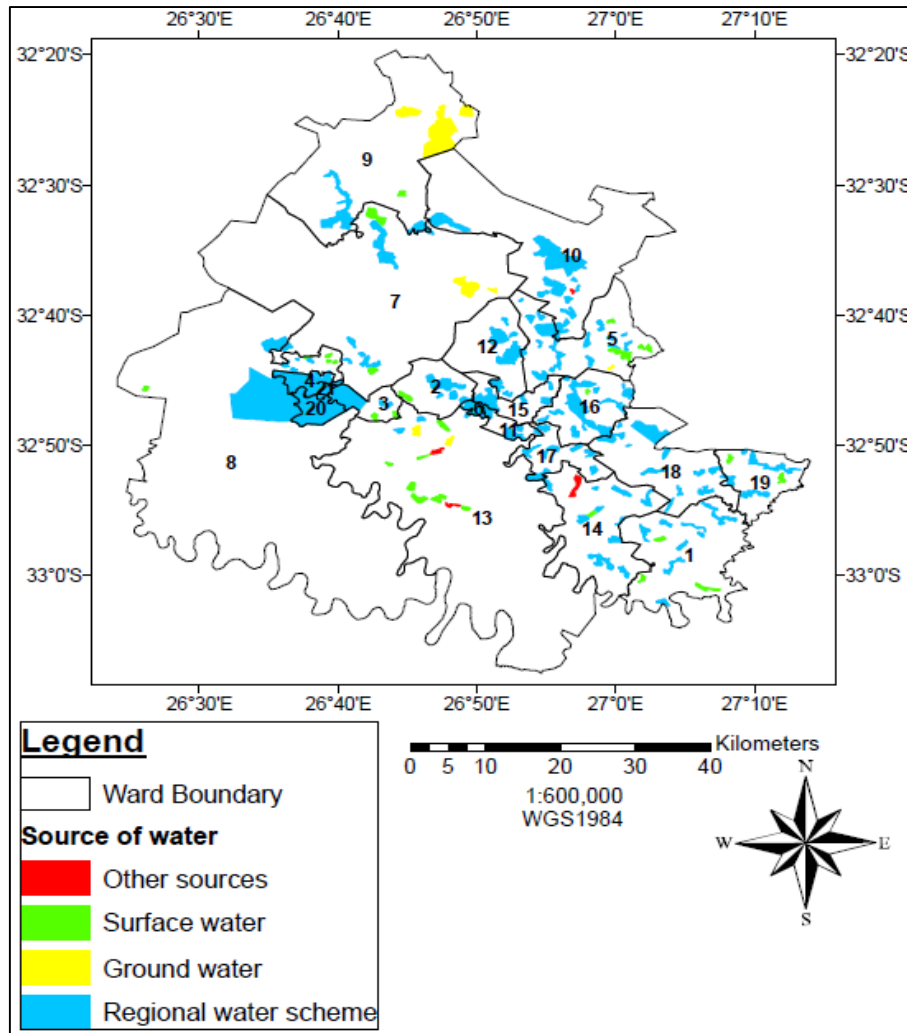 26°30'E 26°40'E 26°50'E 27°0'E 27°10'E
32°20'S 32°20'S
9
32°30'S 32°30'S
10
7
32°40'S 32°40'S
5
12
4 2
21
3 15 16
20
11
32°50'S 32°50'S
17
8
18 19
13 14
1
33°0'S 33°0'S
26°30'E 26°40'E 26°50'E 27°0'E 27°10'E
Legend
Ward Boundary
Source of water
Other sources
Surface water
Ground water
Regional water scheme
Kilometers
0 5 10 20 30 40
1:600,000
WGS1984
N
W E
S